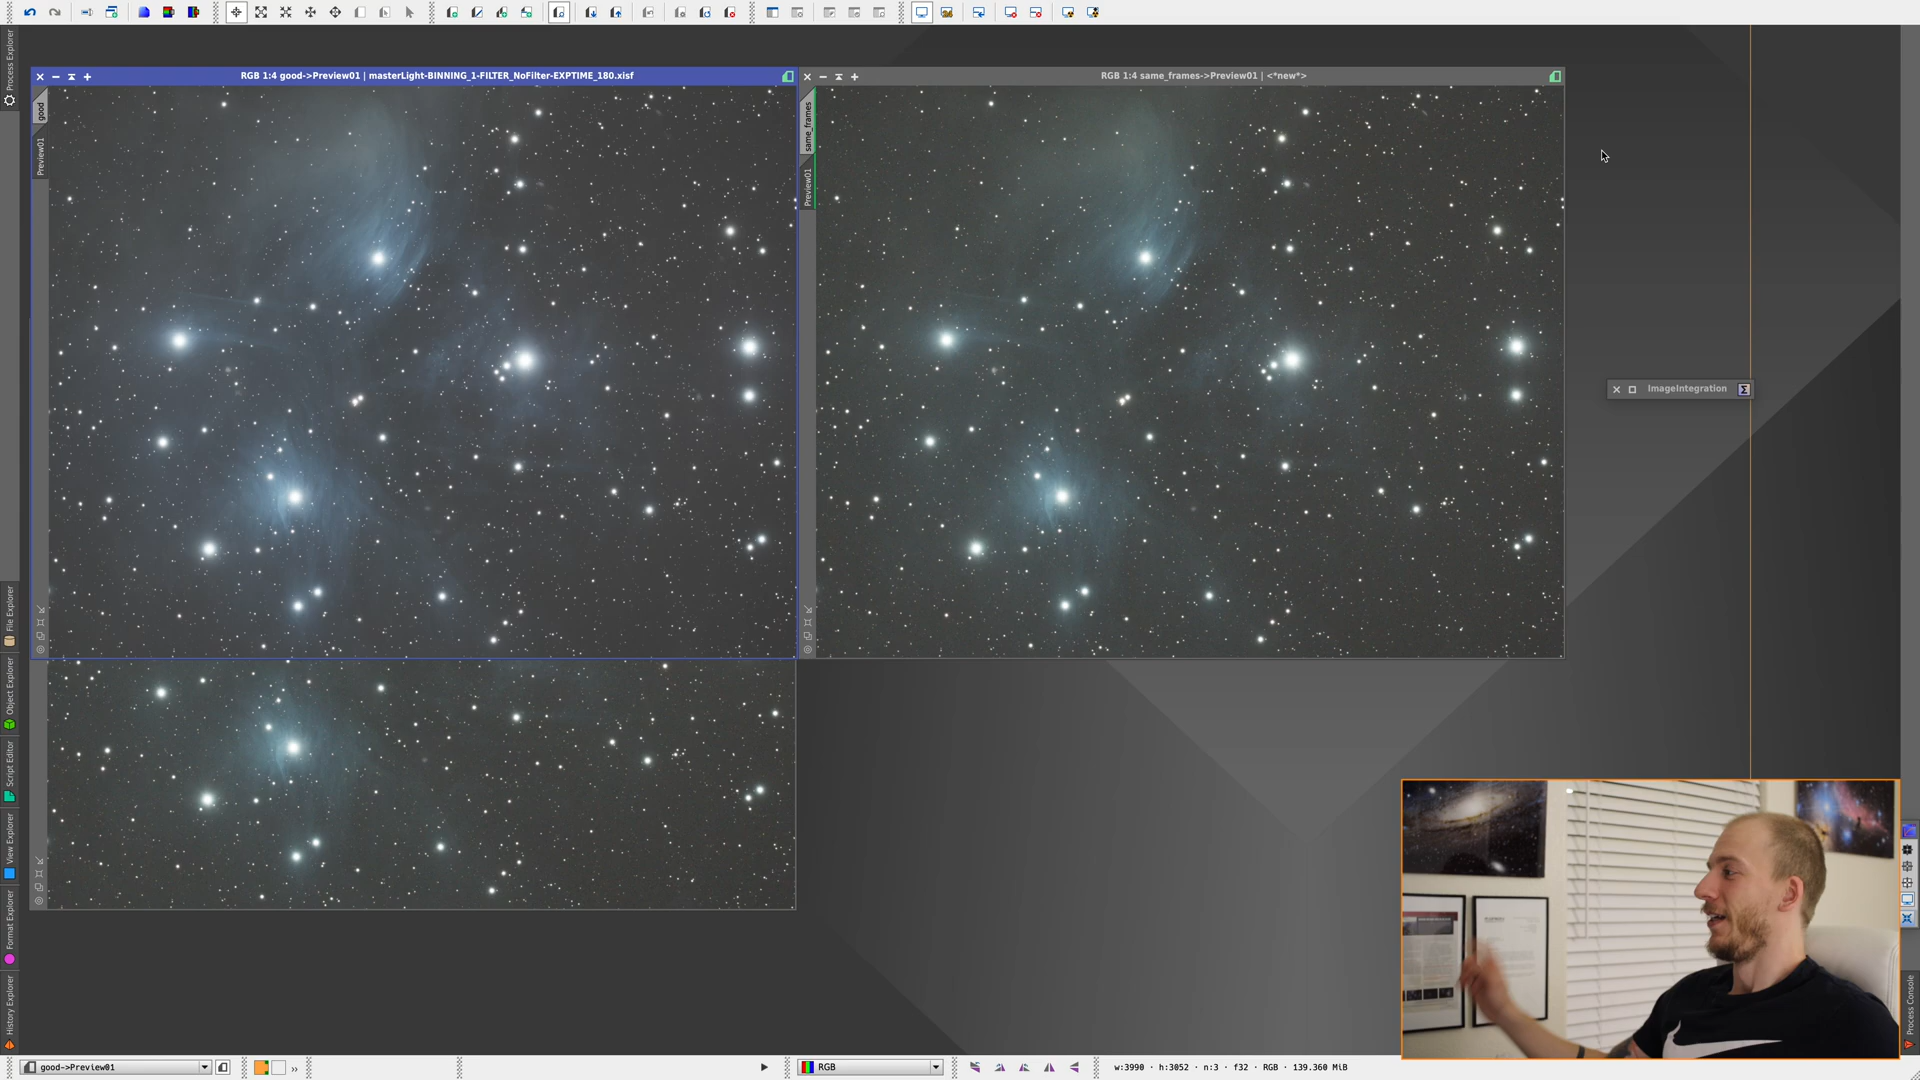 RGB 1:4 good->Preview01 | masterLight-BINNING_1-FILTER_NoFilter-EXPTIME_180.xisf
RGB 1:4 same_frames->Preview01 | <*new*>
good
Preview01
same_frames
Preview01
ImageIntegration
Process Explorer
File Explorer
Object Explorer
Script Editor
View Explorer
Format Explorer
History Explorer
Process Console
good->Preview01
RGB
w:3990 · h:3052 · n:3 · f32 · RGB · 139.360 MiB